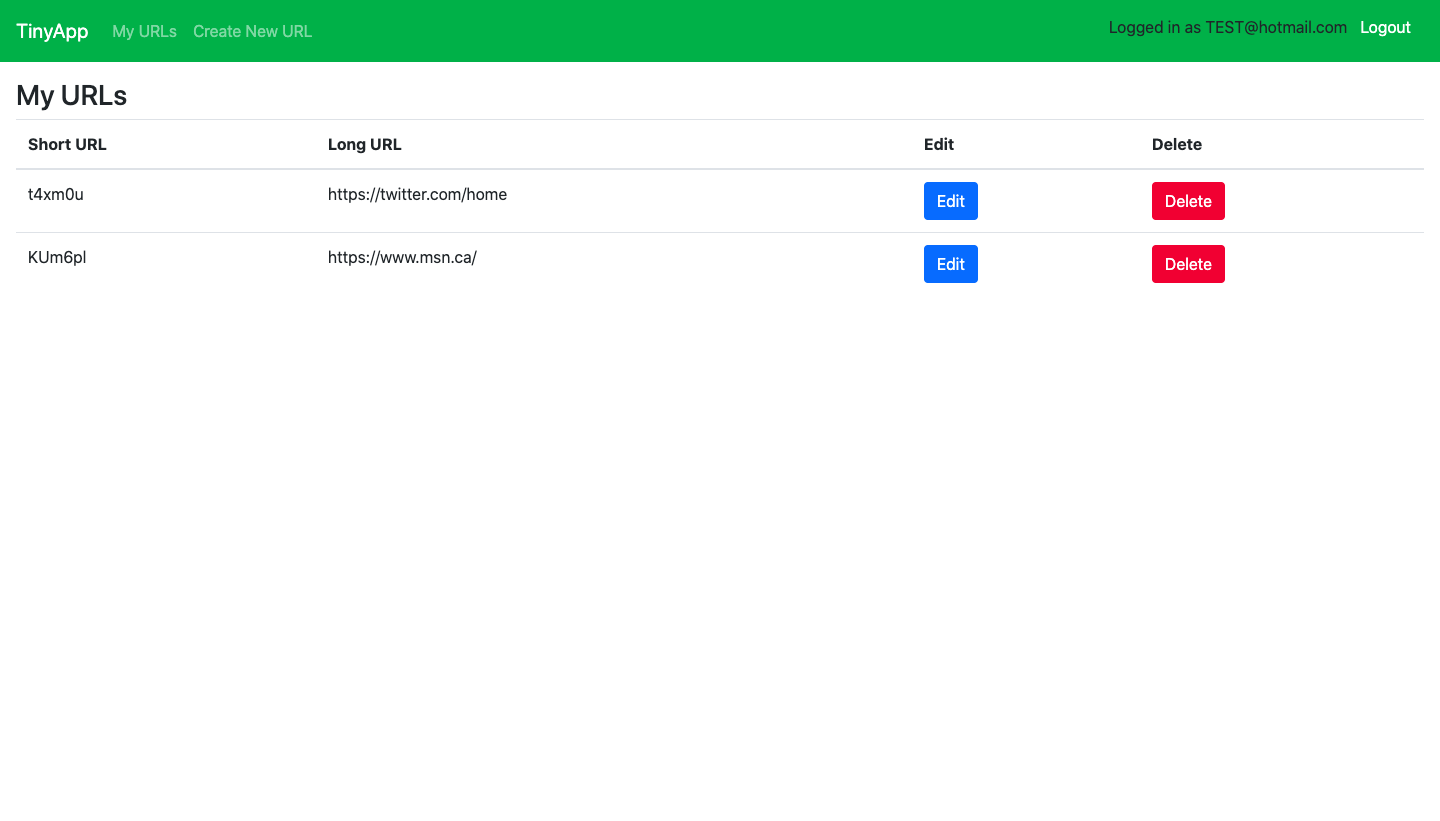 TinyApp My URLs Create New URL Logged in as TEST@hotmail.com Logout
My URLs
Short URL Long URL Edit Delete
t4xm0u https://twitter.com/home Edit Delete
KUm6pl https://www.msn.ca/ Edit Delete